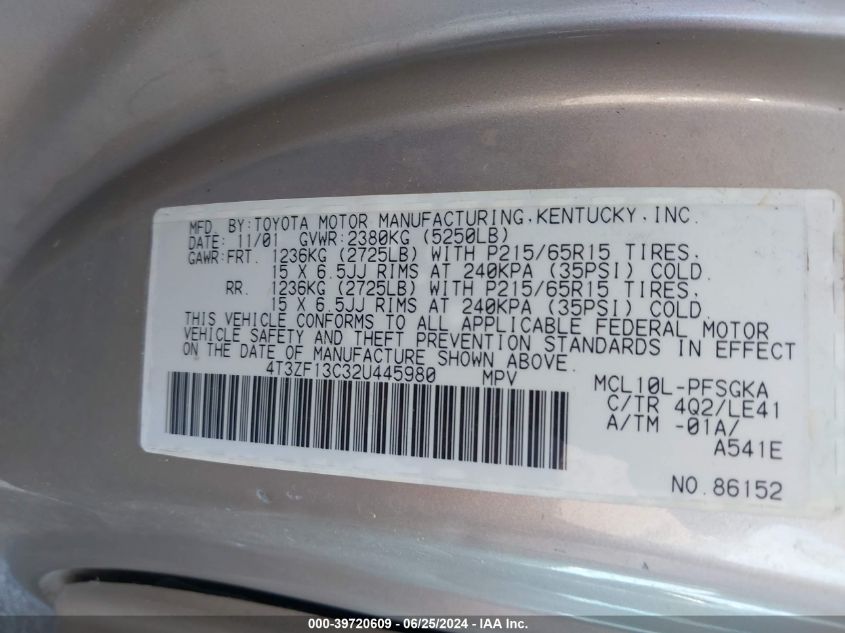 MFD. BY:TOYOTA MOTOR MANUFACTURING,KENTUCKY,INC.
DATE: 11/01 GVWR:2380KG (5250LB)
GAWR:FRT. 1236KG (2725LB) WITH P215/65R15 TIRES.
15 X 6.5JJ RIMS AT 240KPA (35PSI) COLD.
RR. 1236KG (2725LB) WITH P215/65R15 TIRES.
15 X 6.5JJ RIMS AT 240KPA (35PSI) COLD.
THIS VEHICLE CONFORMS TO ALL APPLICABLE FEDERAL MOTOR
VEHICLE SAFETY AND THEFT PREVENTION STANDARDS IN EFFECT
ON THE DATE OF MANUFACTURE SHOWN ABOVE.
4T3ZF13C32U445980 MPV
MCL10L-PFSGKA
C/TR 4Q2/LE41
A/TM -01A/
A541E
NO.86152
000-39720609 - 06/25/2024 - IAA Inc.